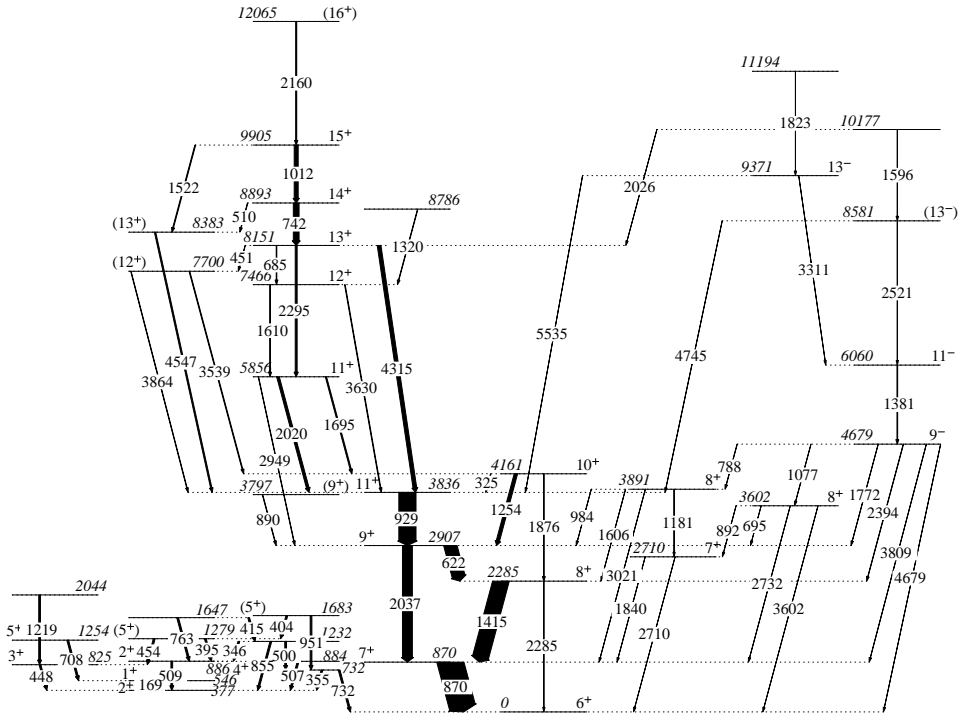 12065 (16⁺)
11194
2160
10177
9905 15⁺
1823
9371 13⁻
1012 1596
1522 2026
8893 14⁺
8786
(13⁺) 8383 510 742 8581 (13⁻)
8151 13⁺ 1320
451 685
(12⁺) 7700 7466 12⁺ 3311
2295 2521
1610 5535
4547 4745
3864 3539 5856 11⁺ 3630 4315 6060 11⁻
1381
2020 1695
4679 9⁻
2949 4161 10⁺ 788 1077
3797 (9⁺) 11⁺ 3836 325 3891 8⁺ 1772
3602 8⁺
890 929 1254 1876 984 1606 1181 892 695 2394
9⁺ 2907 2710 7⁺
622 3809
2285 8⁺ 3021 2732 4679
2044 2037 1415 1840 3602
1647 (5⁺) 1683
5⁺ 1219 1254 (5⁺) 763 1279 415 404 1232 2710
454 395 346 951 2285
3⁺ 708 825 2⁺ 855 500 884 7⁺ 870
448 1⁺ 169 509 886 4⁺ 507 355 732
2⁺ 546 732 870
377 0 6⁺